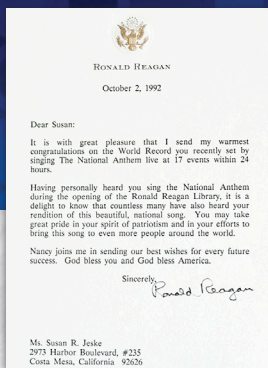 RONALD REAGAN
October 2, 1992
Dear Susan:
It is with great pleasure that I send my warmest
congratulations on the World Record you recently set by
singing The National Anthem live at 17 events within 24
hours.
Having personally heard you sing the National Anthem
during the opening of the Ronald Reagan Library, it is a
delight to know that countless many have also heard your
rendition of this beautiful, national song. You may take
great pride in your spirit of patriotism and in your efforts to
bring this song to even more people around the world.
Nancy joins me in sending our best wishes for every future
success. God bless you and God bless America.
Sincerely,
Ronald Reagan
Ms. Susan R. Jeske
2973 Harbor Boulevard, #235
Costa Mesa, California 92626